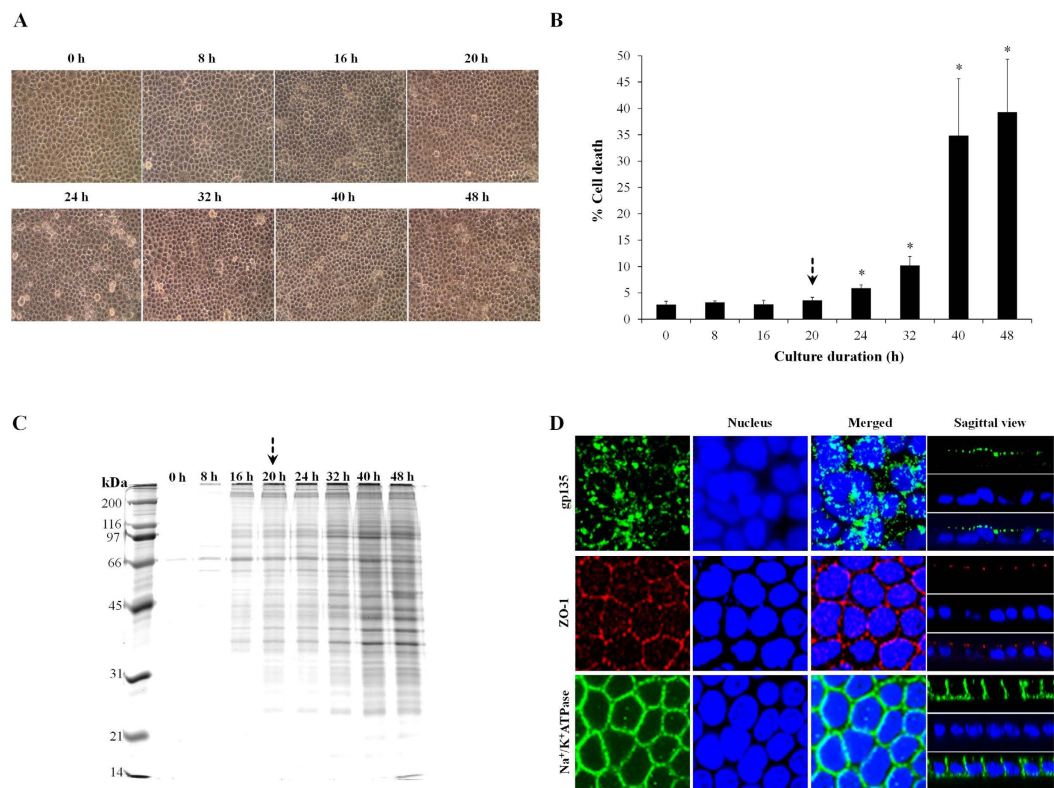 A
0 h 8 h 16 h 20 h
24 h 32 h 40 h 48 h
B
50
45
40
35
30
25
20
15
10
5
0
% Cell death
* * * *
0 8 16 20 24 32 40 48
Culture duration (h)
C
kDa 0 h 8 h 16 h 20 h 24 h 32 h 40 h 48 h
200
116
97
66
45
31
21
14
D
Nucleus Merged Sagittal view
gp135
ZO-1
Na⁺/K⁺ATPase